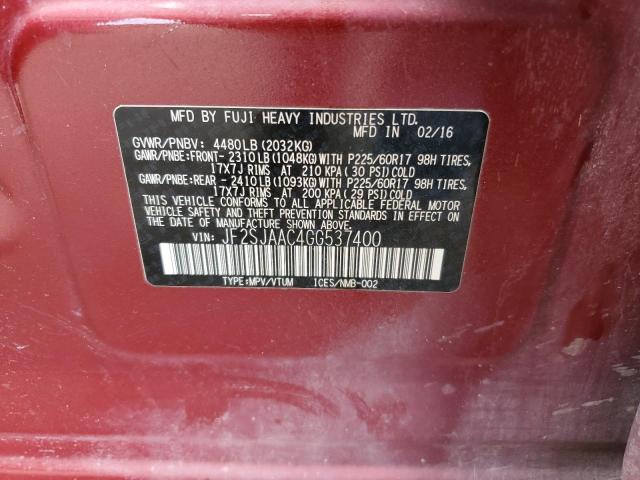 MFD BY FUJI HEAVY INDUSTRIES LTD.
MFD IN 02/16
GVWR/PNBV: 4480LB (2032KG)
GAWR/PNBE:FRONT- 2310LB (1048KG) WITH P225/60R17 98H TIRES,
17X7J RIMS AT 210 KPA ( 30 PSI) COLD
GAWR/PNBE:REAR - 2410LB (1093KG) WITH P225/60R17 98H TIRES,
17X7J RIMS AT 200 KPA ( 29 PSI) COLD
THIS VEHICLE CONFORMS TO ALL APPLICABLE FEDERAL MOTOR
VEHICLE SAFETY AND THEFT PREVENTION STANDARDS IN EFFECT ON THE
DATE OF MANUFACTURE SHOWN ABOVE.
VIN: JF2SJAAC4GG537400
TYPE:MPV/VTUM ICES/NMB-002